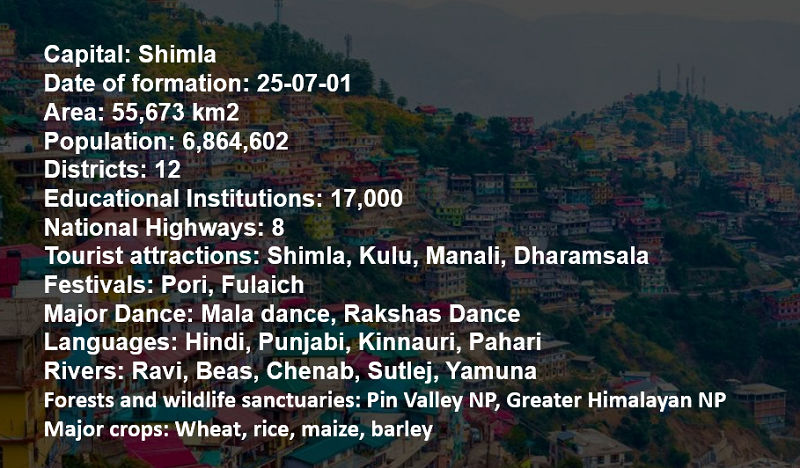 Capital: Shimla
Date of formation: 25-07-01
Area: 55,673 km2
Population: 6,864,602
Districts: 12
Educational Institutions: 17,000
National Highways: 8
Tourist attractions: Shimla, Kulu, Manali, Dharamsala
Festivals: Pori, Fulaich
Major Dance: Mala dance, Rakshas Dance
Languages: Hindi, Punjabi, Kinnauri, Pahari
Rivers: Ravi, Beas, Chenab, Sutlej, Yamuna
Forests and wildlife sanctuaries: Pin Valley NP, Greater Himalayan NP
Major crops: Wheat, rice, maize, barley